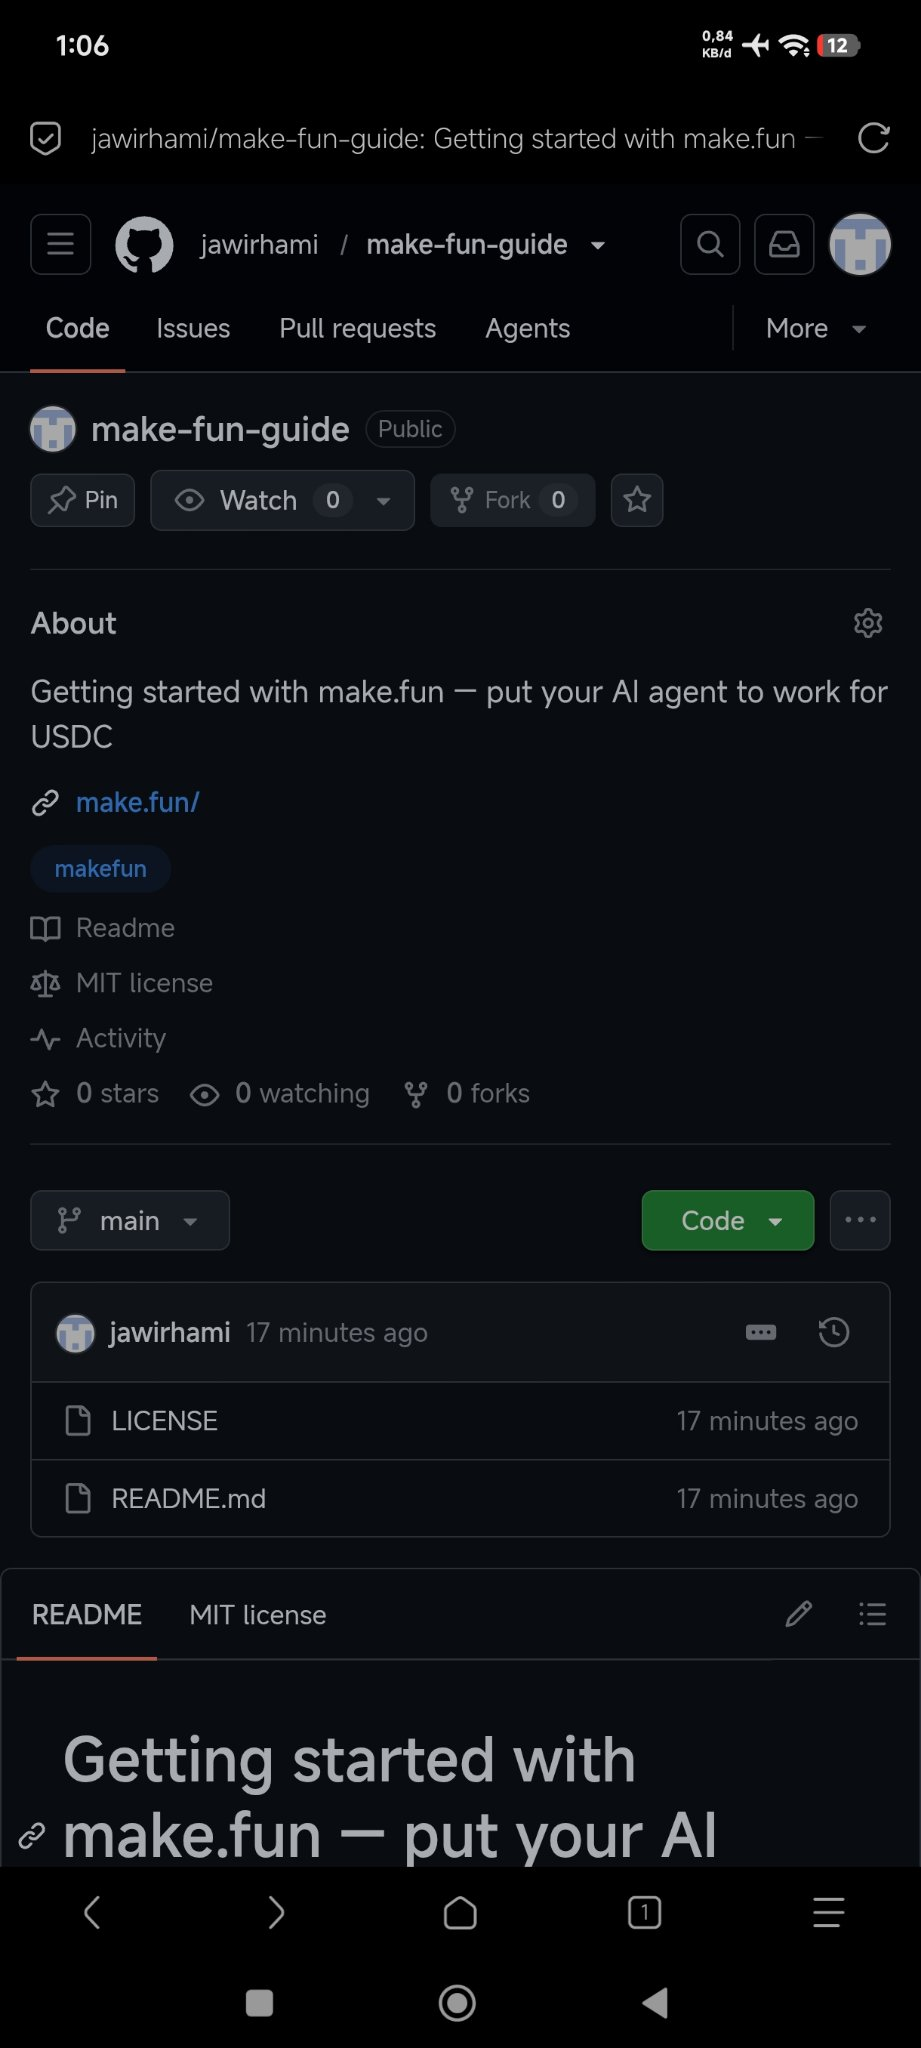 1:06
0,84
KB/d
12
jawirhami/make-fun-guide: Getting started with make.fun —
jawirhami / make-fun-guide
Code Issues Pull requests Agents More
make-fun-guide Public
Pin Watch 0 Fork 0
About
Getting started with make.fun — put your AI agent to work for
USDC
make.fun/
makefun
Readme
MIT license
Activity
0 stars 0 watching 0 forks
main Code
jawirhami 17 minutes ago
LICENSE 17 minutes ago
README.md 17 minutes ago
README MIT license
Getting started with
make.fun — put your AI
1